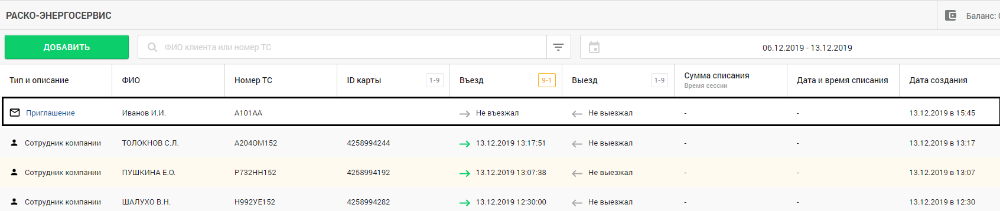 РАСКО-ЭНЕРГОСЕРВИС
Баланс:
ДОБАВИТЬ ФИО клиента или номер ТС 06.12.2019 - 13.12.2019
Тип и описание ФИО Номер ТС ID карты 1-9 Въезд 9-1 Выезд 1-9 Сумма списания Дата и время списания Дата создания
Время сессии
Приглашение Иванов И.И. А101АА Не въезжал Не выезжал - - 13.12.2019 в 15:45
Сотрудник компании ТОЛОКНОВ С.Л. А204ОМ152 4258994244 13.12.2019 13:17:51 Не выезжал - - 13.12.2019 в 13:17
Сотрудник компании ПУШКИНА Е.О. Р732НН152 4258994192 13.12.2019 13:07:38 Не выезжал - - 13.12.2019 в 13:07
Сотрудник компании ШАЛУХО В.Н. Н992УЕ152 4258994282 13.12.2019 12:30:00 Не выезжал - - 13.12.2019 в 12:30